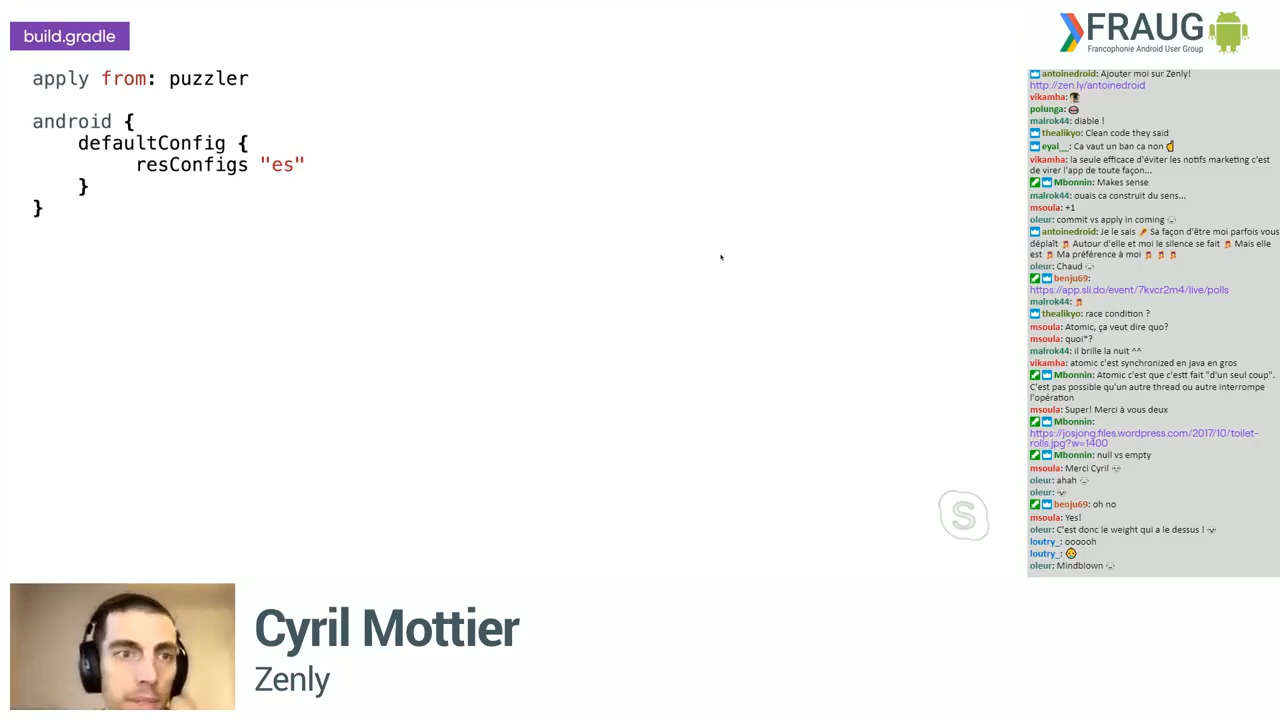 build.gradle
apply from: puzzler
android {
defaultConfig {
resConfigs "es"
}
}
FRAUG
Francophonie Android User Group
antoinedroid: Ajouter moi sur Zenly!
http://zen.ly/antoinedroid
vikamha:
polunga:
malrok44: diable !
thealikyo: Clean code they said
eyal__: Ca vaut un ban ca non
vikamha: la seule efficace d'éviter les notifs marketing c'est
de virer l'app de toute façon...
Mbonnin: Makes sense
malrok44: ouais ca construit du sens...
msoula: +1
oleur: commit vs apply in coming
antoinedroid: Je le sais 🎤 Sa façon d'être moi parfois vous
déplaît 💃 Autour d'elle et moi le silence se fait 💃 Mais elle
est 💃 Ma préférence à moi 💃 💃 💃
oleur: Chaud
benju69:
https://app.sli.do/event/7kvcr2m4/live/polls
malrok44: 💃
thealikyo: race condition ?
msoula: Atomic, ça veut dire quo?
msoula: quoi*?
malrok44: il brille la nuit ^^
vikamha: atomic c'est synchronized en java en gros
Mbonnin: Atomic c'est que c'estt fait "d'un seul coup".
C'est pas possible qu'un autre thread ou autre interrompe
l'opération
msoula: Super! Merci à vous deux
Mbonnin:
https://josjong.files.wordpress.com/2017/10/toilet-
rolls.jpg?w=1400
Mbonnin: null vs empty
msoula: Merci Cyril
oleur: ahah
oleur:
benju69: oh no
msoula: Yes!
oleur: C'est donc le weight qui a le dessus !
loutry_: oooooh
loutry_:
oleur: Mindblown
S
Cyril Mottier
Zenly